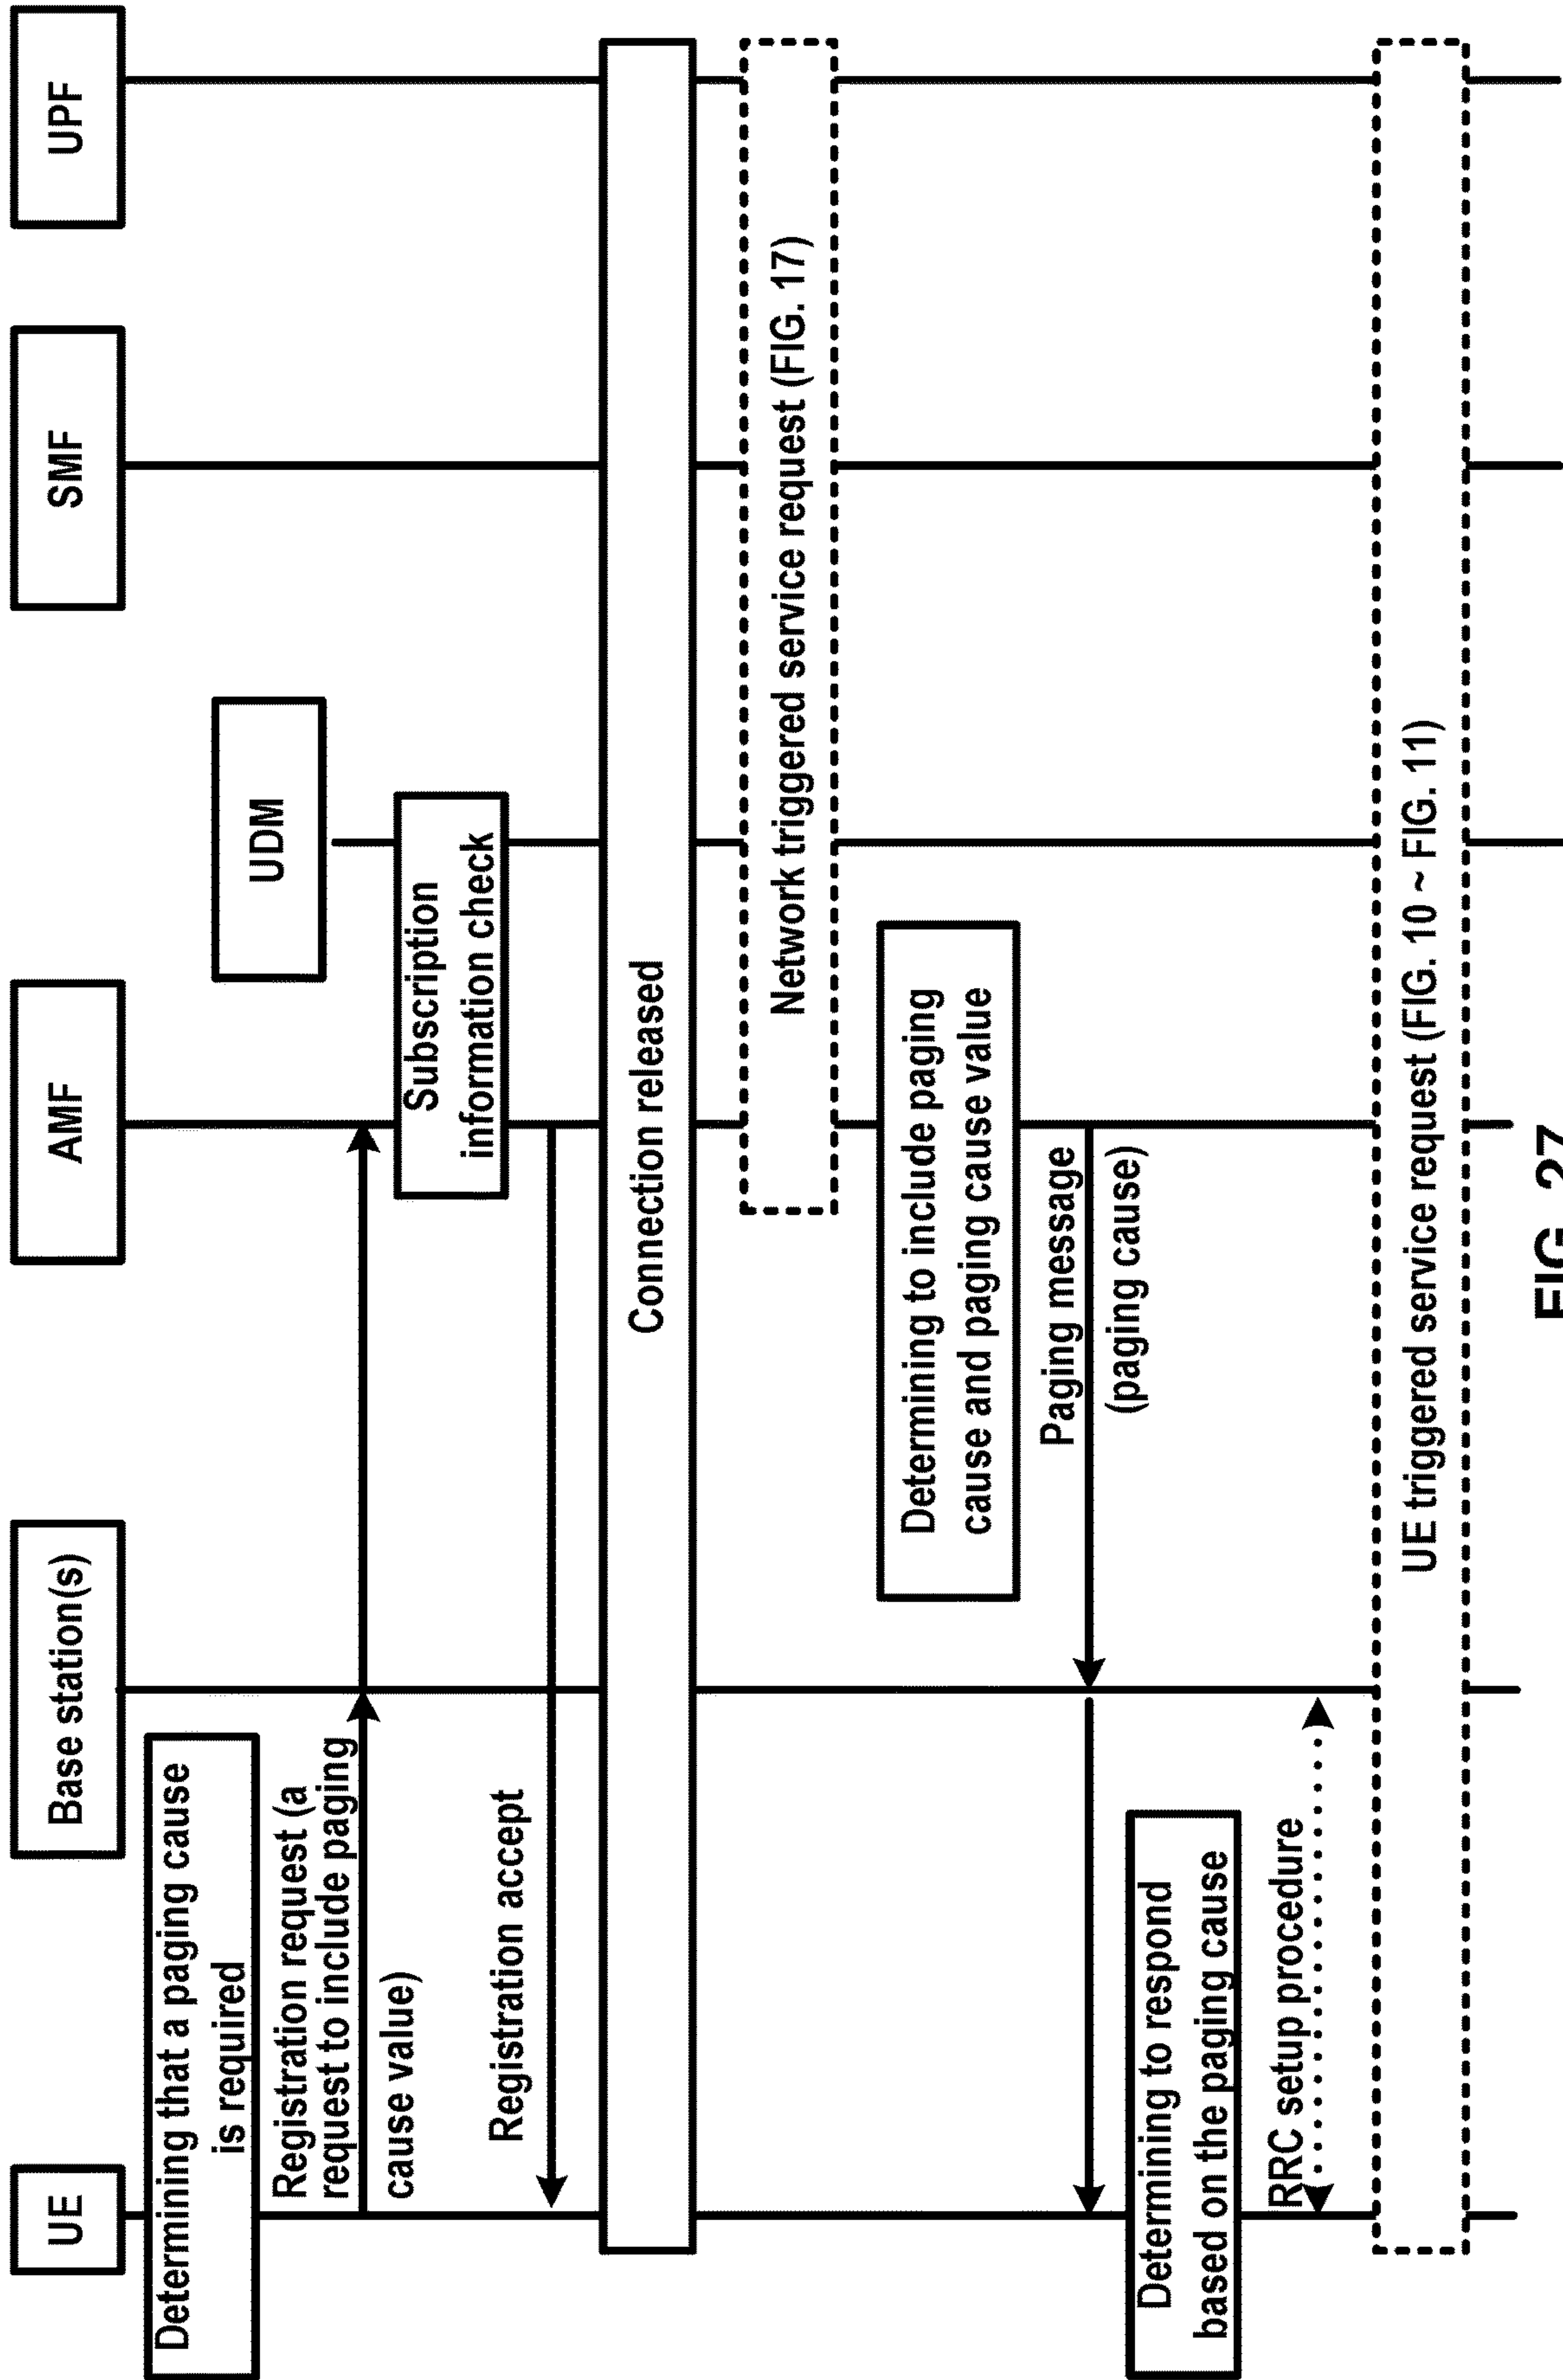 UE
Base station(s)
AMF
SMF
UPF
UDM
Determining that a paging cause
is required
Registration request (a
request to include paging
cause value)
Subscription
information check
Registration accept
Connection released
Network triggered service request (FIG. 17)
Determining to include paging
cause and paging cause value
Paging message
(paging cause)
Determining to respond
based on the paging cause
RRC setup procedure
UE triggered service request (FIG. 10 ~ FIG. 11)
FIG. 27